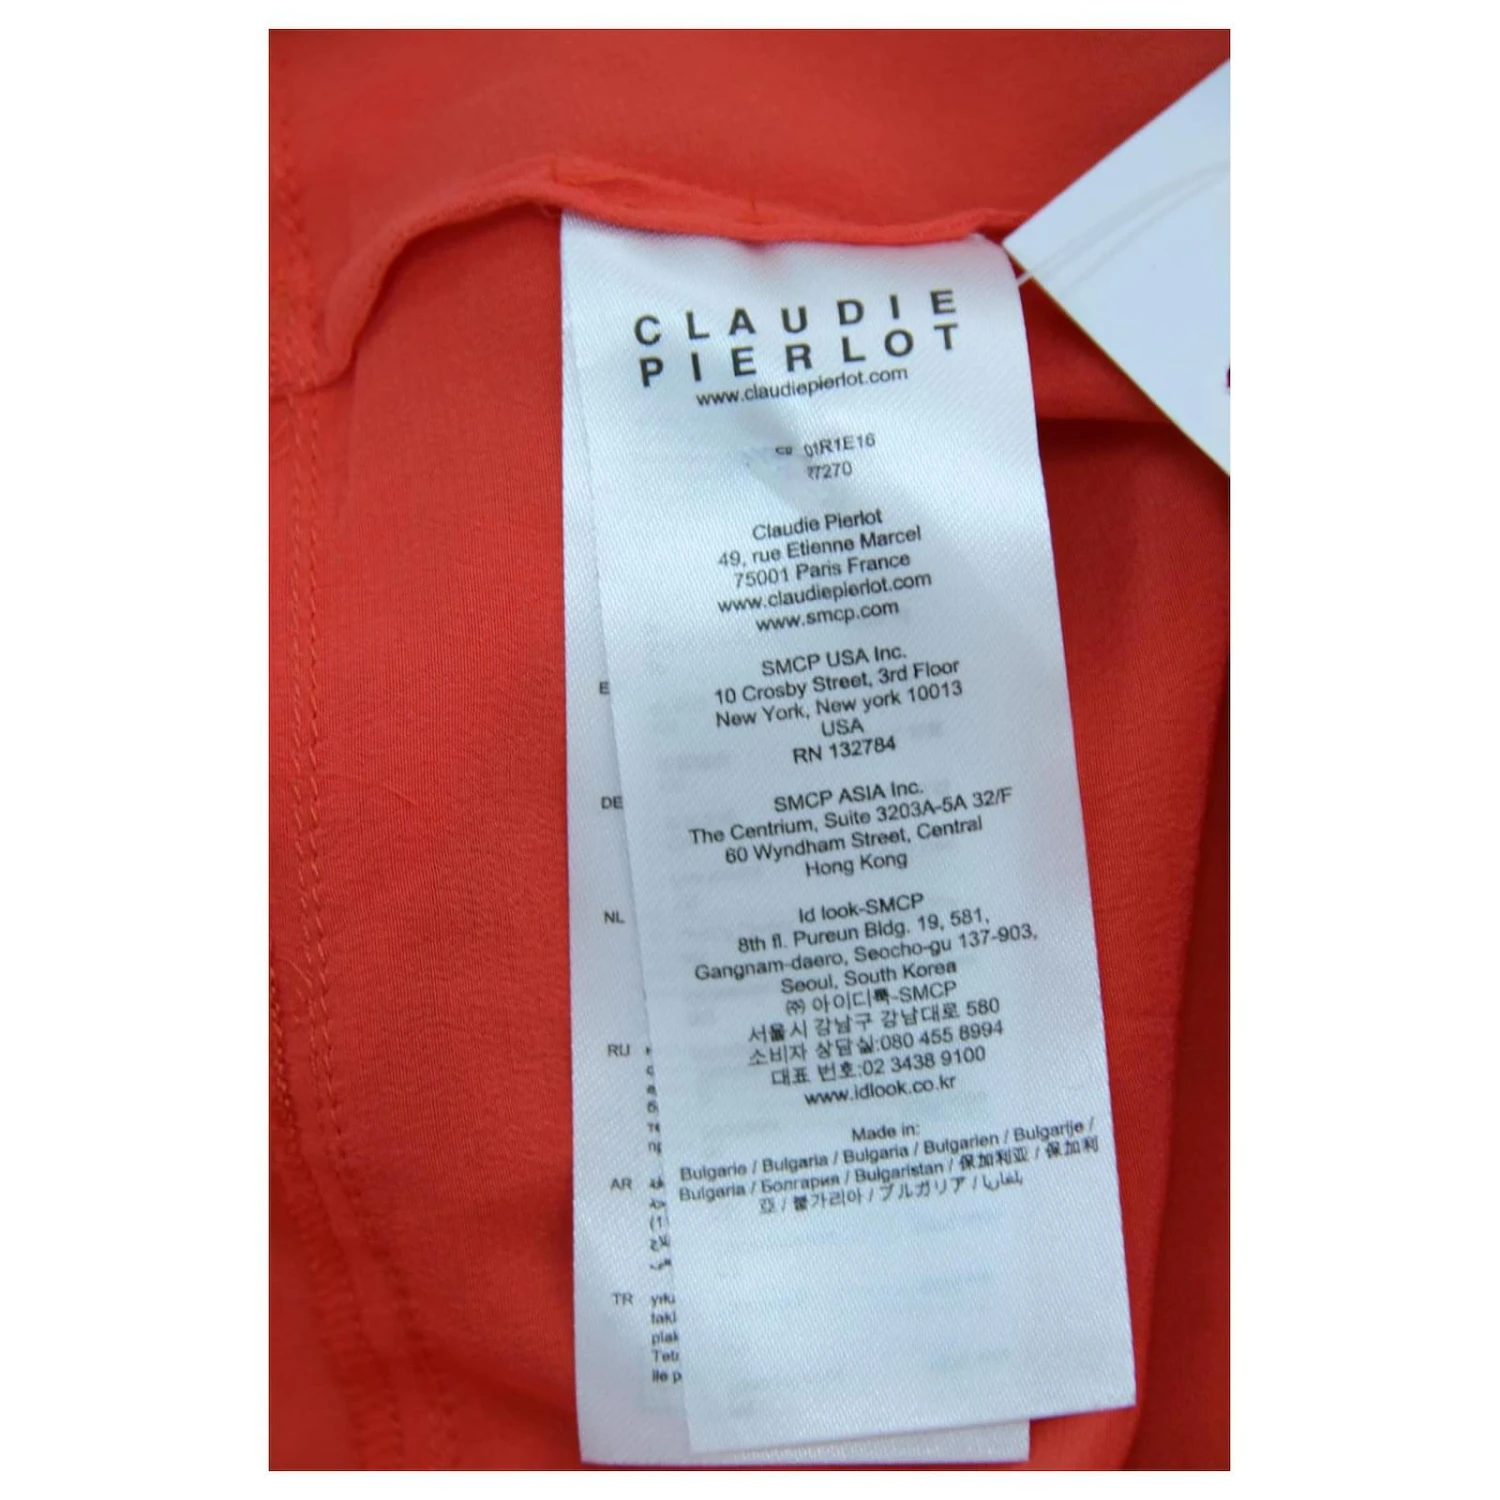 CLAUDIE
PIERLOT
www.claudiepierlot.com
01R1E16
Claudie Pierlot
49, rue Etienne Marcel
75001 Paris France
www.claudiepierlot.com
www.smcp.com
SMCP USA Inc.
10 Crosby Street, 3rd Floor
New York, New york 10013
USA
RN 132784
SMCP ASIA Inc.
The Centrium, Suite 3203A-5A 32/F
60 Wyndham Street, Central
Hong Kong
Id look-SMCP
8th fl. Pureun Bldg. 19, 581,
Gangnam-daero, Seocho-gu 137-903,
Seoul, South Korea
㈜ 아이디룩-SMCP
서울시 강남구 강남대로 580
소비자 상담실:080 455 8994
대표 번호:02 3438 9100
www.idlook.co.kr
Made in:
Bulgarie / Bulgaria / Bulgaria / Bulgarien / Bulgarije /
Bulgaria / Болгария / Bulgaristan / 保加利亚 / 保加利
亞 / 불가리아 / ブルガリア / بلغاريا
DE
NL
RU
AR
TR